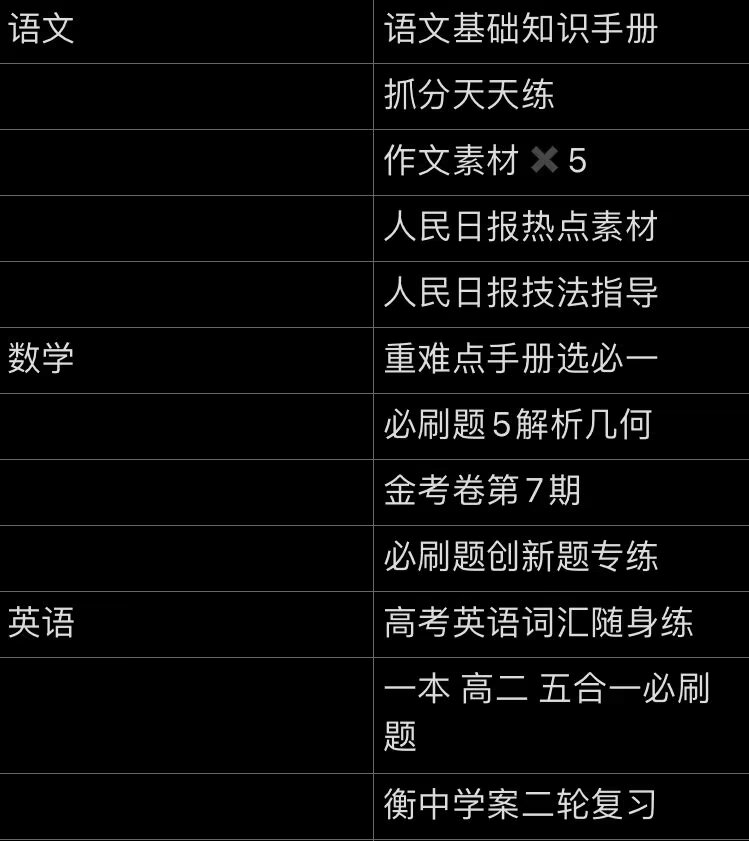 语文 语文基础知识手册
抓分天天练
作文素材 ✖️ 5
人民日报热点素材
人民日报技法指导
数学 重难点手册选必一
必刷题5解析几何
金考卷第7期
必刷题创新题专练
英语 高考英语词汇随身练
一本 高二 五合一必刷
题
衡中学案二轮复习